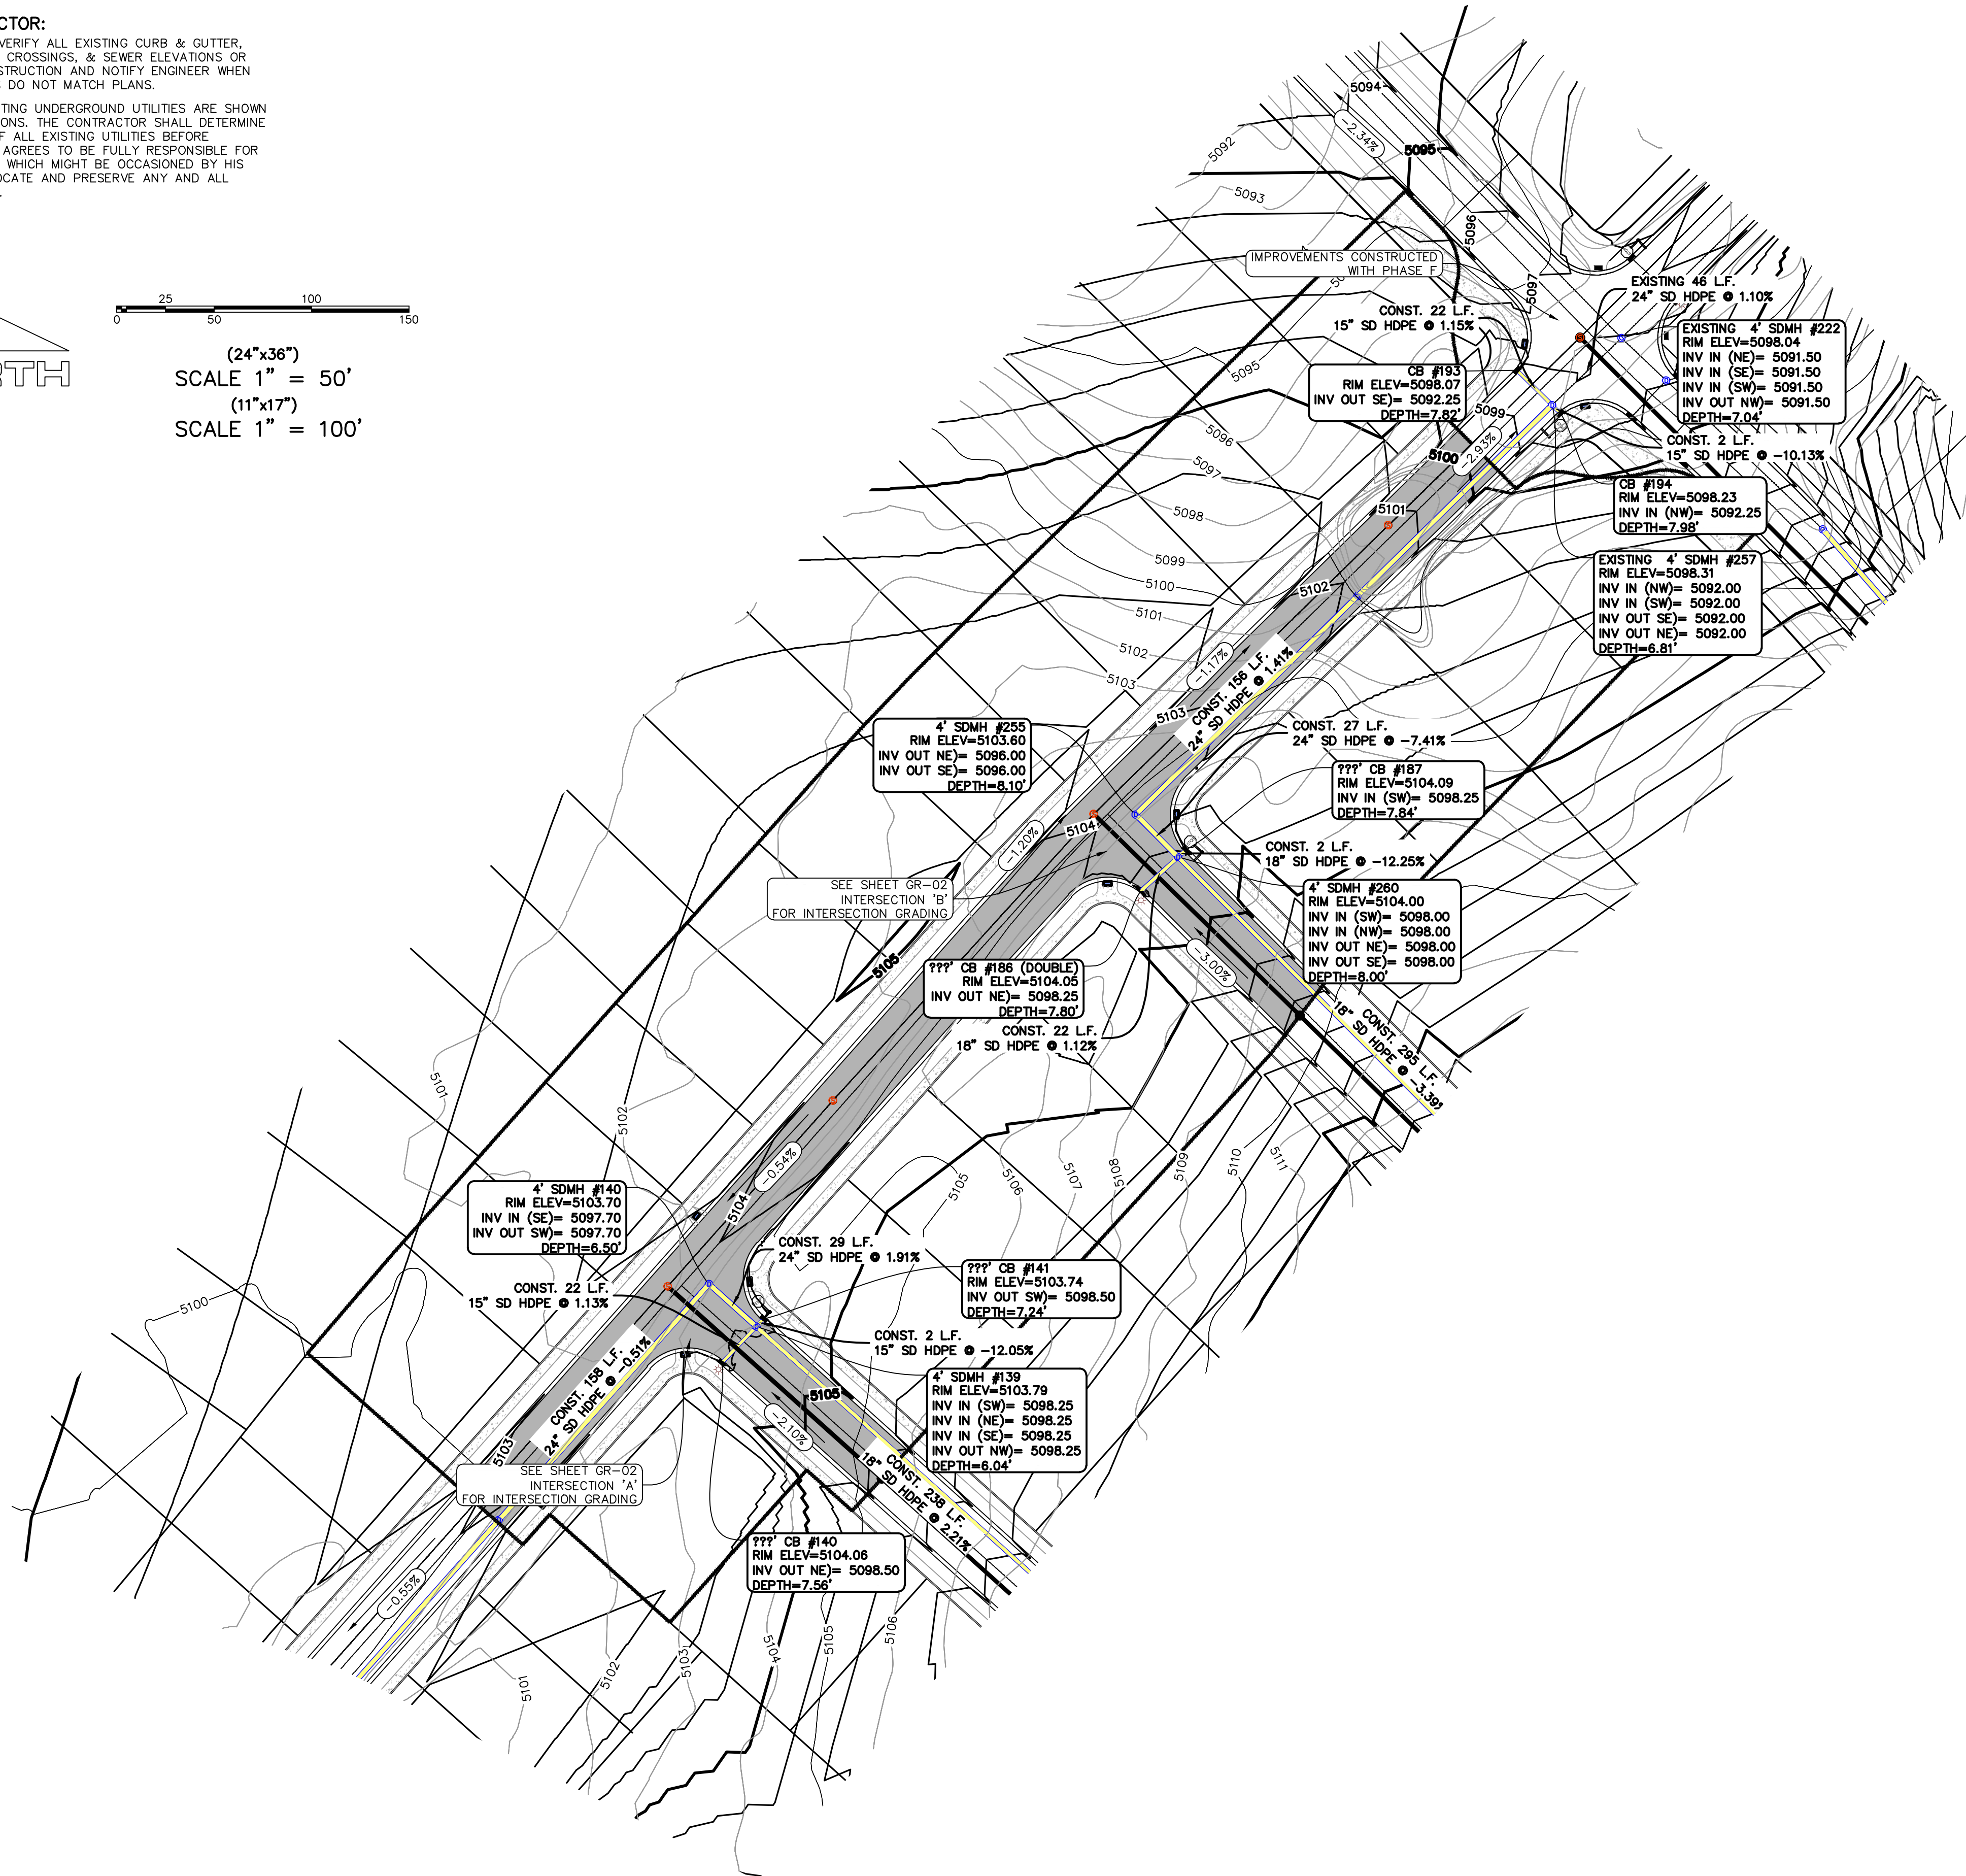 CTOR:
VERIFY ALL EXISTING CURB & GUTTER,
CROSSINGS, & SEWER ELEVATIONS OR
STRUCTION AND NOTIFY ENGINEER WHEN
DO NOT MATCH PLANS.
TING UNDERGROUND UTILITIES ARE SHOWN
IONS. THE CONTRACTOR SHALL DETERMINE
F ALL EXISTING UTILITIES BEFORE
AGREES TO BE FULLY RESPONSIBLE FOR
WHICH MIGHT BE OCCASIONED BY HIS
OCATE AND PRESERVE ANY AND ALL
RTH
25 100
0 50 150
(24"x36")
SCALE 1" = 50'
(11"x17")
SCALE 1" = 100'
5094
-2.34%
5095
5092
5093
5096
5097
IMPROVEMENTS CONSTRUCTED
WITH PHASE F
EXISTING 46 L.F.
24" SD HDPE @ 1.10%
CONST. 22 L.F.
15" SD HDPE @ 1.15%
EXISTING 4' SDMH #222
RIM ELEV=5098.04
INV IN (NE)= 5091.50
INV IN (SE)= 5091.50
INV IN (SW)= 5091.50
INV OUT NW)= 5091.50
DEPTH=7.04'
CB #193
RIM ELEV=5098.07
INV OUT SE)= 5092.25
DEPTH=7.82'
5095
5099
5096
-2.93%
5100
CONST. 2 L.F.
15" SD HDPE @ -10.13%
5097
CB #194
RIM ELEV=5098.23
INV IN (NW)= 5092.25
DEPTH=7.98'
5098
5101
5099
EXISTING 4' SDMH #257
RIM ELEV=5098.31
INV IN (NW)= 5092.00
INV IN (SW)= 5092.00
INV OUT SE)= 5092.00
INV OUT NE)= 5092.00
DEPTH=6.81'
5100
5102
5101
5102
-1.17%
5103
CONST. 156 L.F.
24" SD HDPE @ 1.41%
5103
4' SDMH #255
RIM ELEV=5103.60
INV OUT NE)= 5096.00
INV OUT SE)= 5096.00
DEPTH=8.10'
CONST. 27 L.F.
24" SD HDPE @ -7.41%
???' CB #187
RIM ELEV=5104.09
INV IN (SW)= 5098.25
DEPTH=7.84'
5104
-1.20%
CONST. 2 L.F.
18" SD HDPE @ -12.25%
SEE SHEET GR-02
INTERSECTION 'B'
FOR INTERSECTION GRADING
4' SDMH #260
RIM ELEV=5104.00
INV IN (SW)= 5098.00
INV IN (NW)= 5098.00
INV OUT NE)= 5098.00
INV OUT SE)= 5098.00
DEPTH=8.00'
5105
-3.00%
???' CB #186 (DOUBLE)
RIM ELEV=5104.05
INV OUT NE)= 5098.25
DEPTH=7.80'
CONST. 22 L.F.
18" SD HDPE @ 1.12%
CONST. 295 L.F.
18" SD HDPE @ -3.39%
5101
5102
-0.54%
5105
5106
5107
5108
5109
5110
5111
4' SDMH #140
RIM ELEV=5103.70
INV IN (SE)= 5097.70
INV OUT SW)= 5097.70
DEPTH=6.50'
5104
CONST. 29 L.F.
24" SD HDPE @ 1.91%
???' CB #141
RIM ELEV=5103.74
INV OUT SW)= 5098.50
DEPTH=7.24'
CONST. 22 L.F.
15" SD HDPE @ 1.13%
5100
CONST. 2 L.F.
15" SD HDPE @ -12.05%
4' SDMH #139
RIM ELEV=5103.79
INV IN (SW)= 5098.25
INV IN (NE)= 5098.25
INV IN (SE)= 5098.25
INV OUT NW)= 5098.25
DEPTH=6.04'
CONST. 158 L.F.
24" SD HDPE @ -0.51%
5105
-2.10%
5103
SEE SHEET GR-02
INTERSECTION 'A'
FOR INTERSECTION GRADING
CONST. 238 L.F.
18" SD HDPE @ 2.21%
???' CB #140
RIM ELEV=5104.06
INV OUT NE)= 5098.50
DEPTH=7.56'
-0.55%
5101
5102
5103
5104
5105
5106